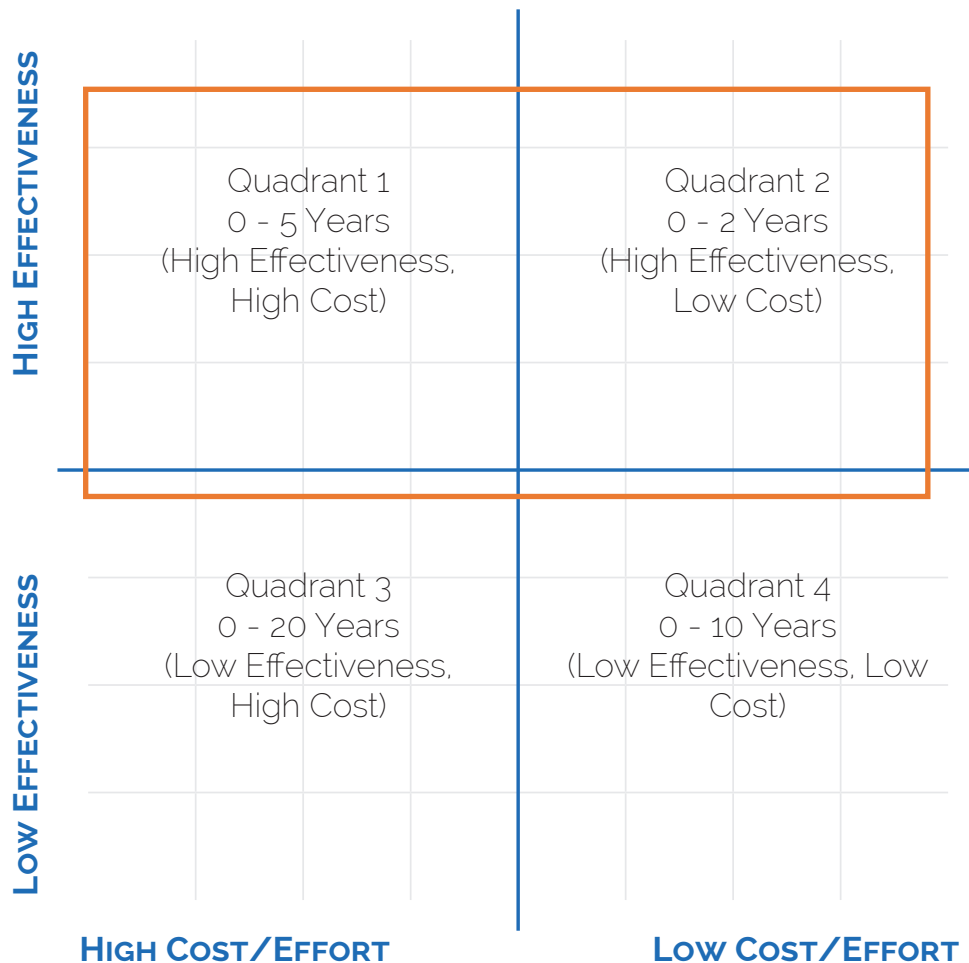 HIGH EFFECTIVENESS
Quadrant 1
0 - 5 Years
(High Effectiveness,
High Cost)
Quadrant 2
0 - 2 Years
(High Effectiveness,
Low Cost)
LOW EFFECTIVENESS
Quadrant 3
0 - 20 Years
(Low Effectiveness,
High Cost)
Quadrant 4
0 - 10 Years
(Low Effectiveness, Low
Cost)
HIGH COST/EFFORT
LOW COST/EFFORT